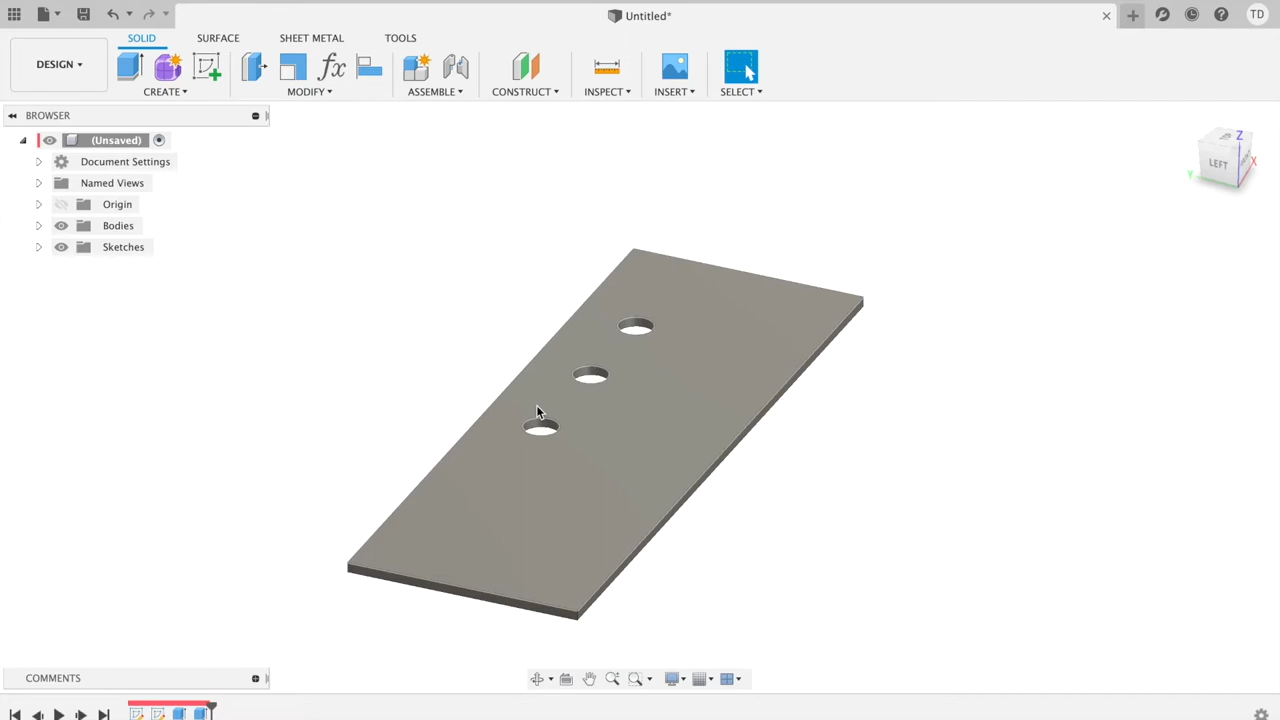 Untitled*
TD
DESIGN
SOLID
SURFACE
SHEET METAL
TOOLS
fx
CREATE
MODIFY
ASSEMBLE
CONSTRUCT
INSPECT
INSERT
SELECT
BROWSER
(Unsaved)
Document Settings
Named Views
Origin
Bodies
Sketches
Z
LEFT
X
Y
COMMENTS